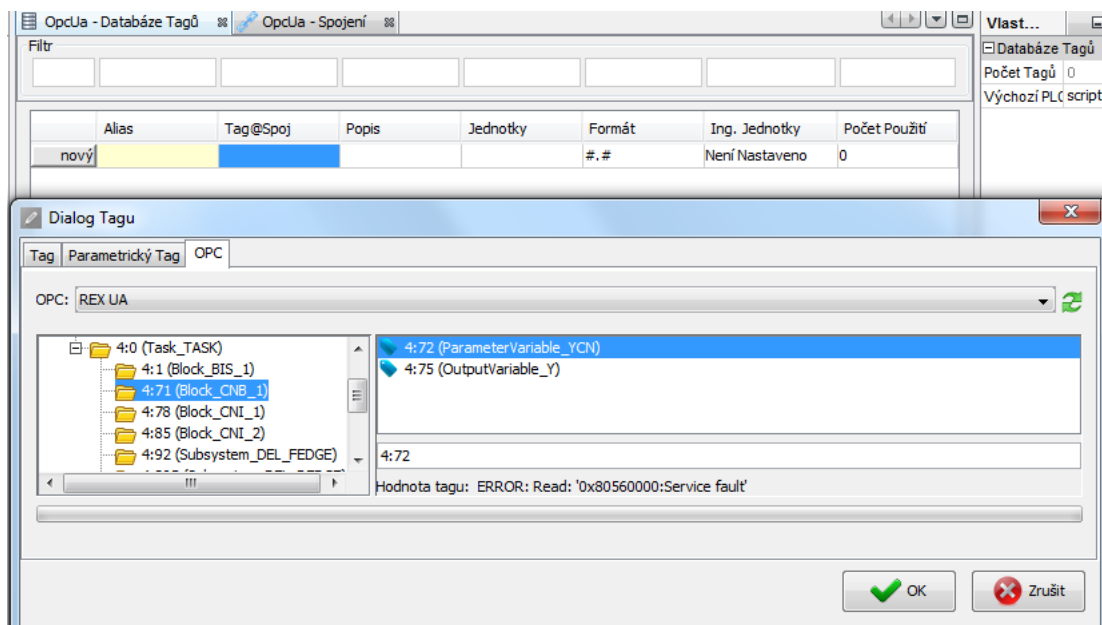 OpcUa - Databáze Tagů OpcUa - Spojení
Vlast...
Filtr
Databáze Tagů
Počet Tagů 0
Výchozí PL script
Alias Tag@Spoj Popis Jednotky Formát Ing. Jednotky Počet Použití
nový #.# Není Nastaveno 0
Dialog Tagu
Tag Parametrický Tag OPC
OPC: REX UA
4:0 (Task_TASK)
4:1 (Block_BIS_1)
4:71 (Block_CNB_1)
4:78 (Block_CNI_1)
4:85 (Block_CNI_2)
4:92 (Subsystem_DEL_FEDGE)
4:72 (ParameterVariable_YCN)
4:75 (OutputVariable_Y)
4:72
Hodnota tagu: ERROR: Read: '0x80560000:Service fault'
OK Zrušit